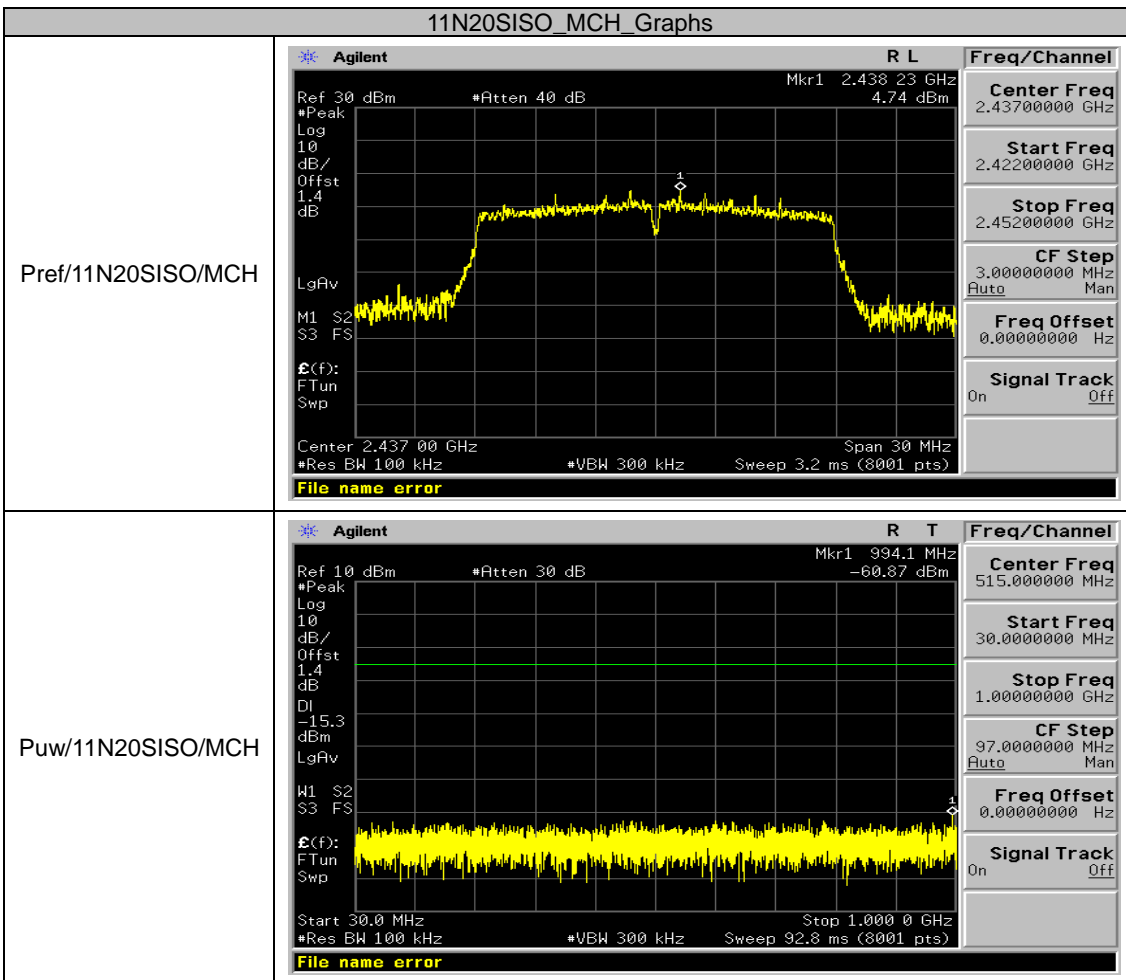 11N20SISO_MCH_Graphs
Pref/11N20SISO/MCH
Agilent R L Freq/Channel
Mkr1 2.438 23 GHz
Ref 30 dBm #Atten 40 dB 4.74 dBm
#Peak
Log
10
dB/
Offst
1.4
dB
LgAv
M1 S2
S3 FS
£(f):
FTun
Swp
1
Center 2.437 00 GHz Span 30 MHz
#Res BW 100 kHz #VBW 300 kHz Sweep 3.2 ms (8001 pts)
File name error
Center Freq
2.43700000 GHz
Start Freq
2.42200000 GHz
Stop Freq
2.45200000 GHz
CF Step
3.00000000 MHz
Auto Man
Freq Offset
0.00000000 Hz
Signal Track
On Off
Puw/11N20SISO/MCH
Agilent R T Freq/Channel
Mkr1 994.1 MHz
Ref 10 dBm #Atten 30 dB -60.87 dBm
#Peak
Log
10
dB/
Offst
1.4
dB
DI
-15.3
dBm
LgAv
W1 S2
S3 FS
£(f):
FTun
Swp
1
Start 30.0 MHz Stop 1.000 0 GHz
#Res BW 100 kHz #VBW 300 kHz Sweep 92.8 ms (8001 pts)
File name error
Center Freq
515.000000 MHz
Start Freq
30.0000000 MHz
Stop Freq
1.00000000 GHz
CF Step
97.0000000 MHz
Auto Man
Freq Offset
0.00000000 Hz
Signal Track
On Off